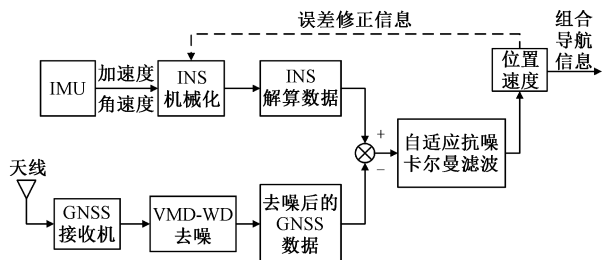 误差修正信息
组合
导航
信息
IMU
加速度
角速度
INS
机械化
INS
解算数据
位置
速度
+
−
自适应抗噪
卡尔曼滤波
天线
GNSS
接收机
VMD-WD
去噪
去噪后的
GNSS
数据